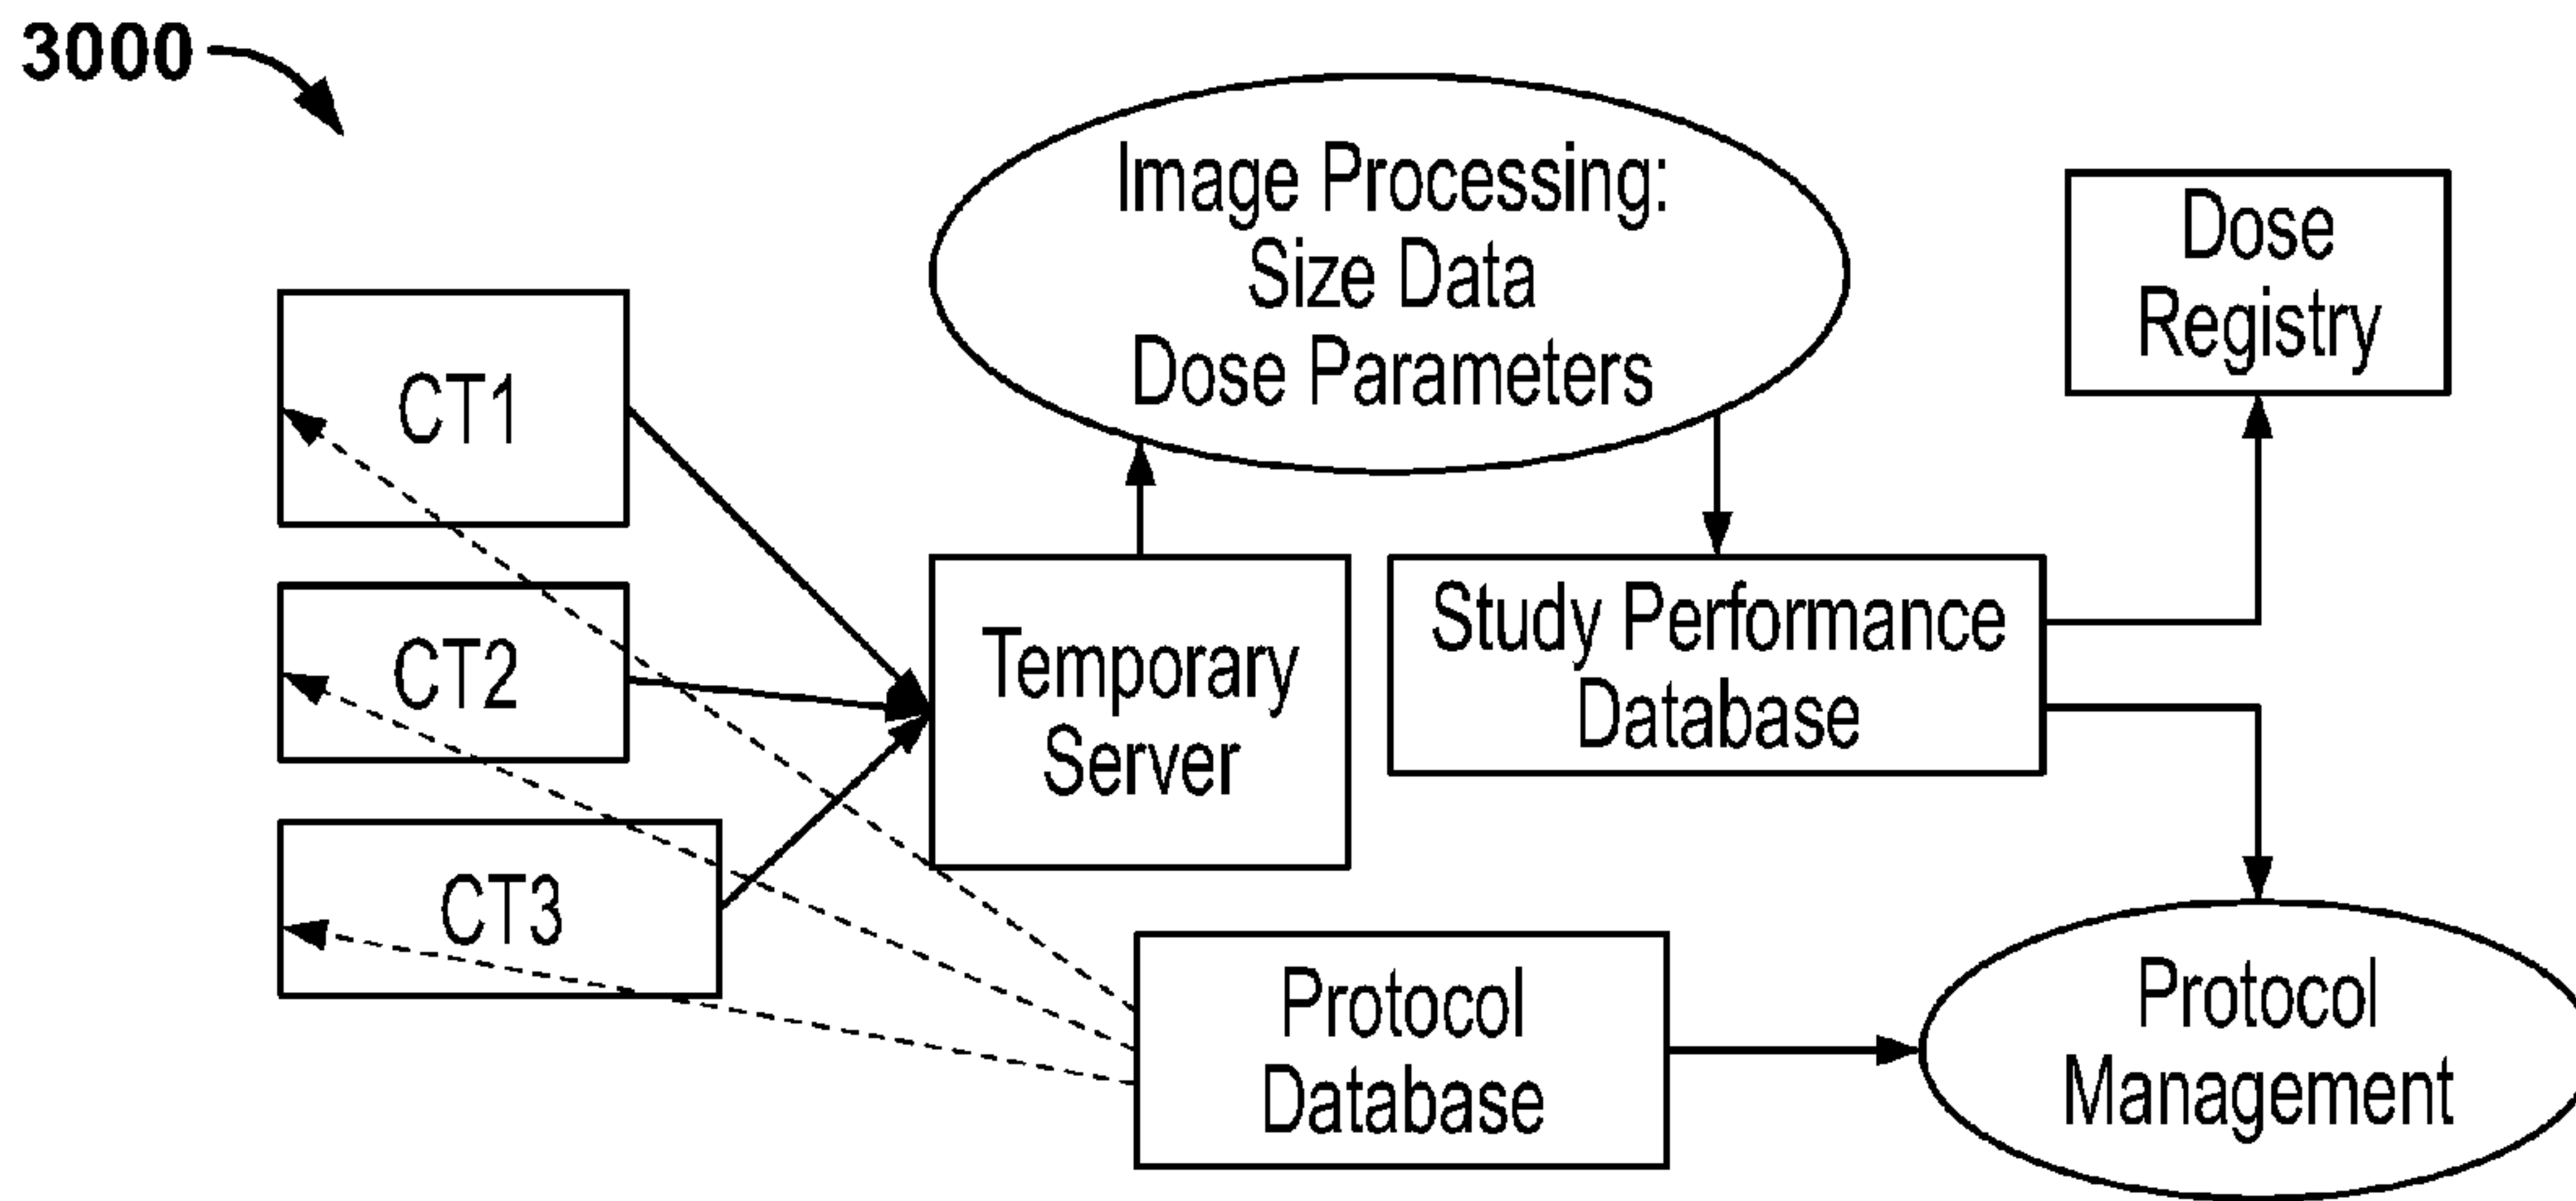 3000
Image Processing:
Size Data
Dose Parameters
Dose
Registry
CT1
CT2
CT3
Temporary
Server
Study Performance
Database
Protocol
Database
Protocol
Management